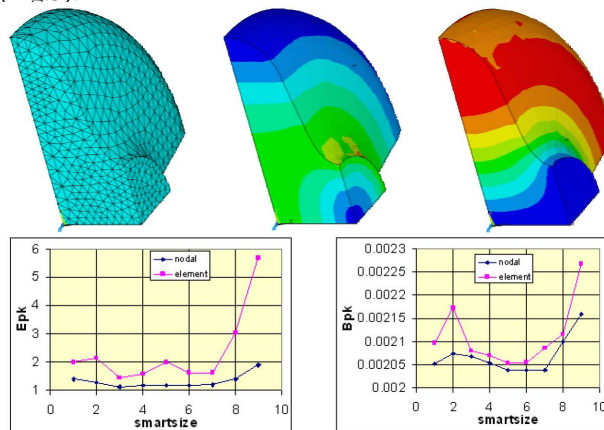 6
5
4
3
2
1
Epk
nodal
element
0 2 4 6 8 10
smartsize
0.0023
0.00225
0.0022
0.00215
0.0021
0.00205
0.002
Bpk
nodal
element
0 2 4 6 8 10
smartsize